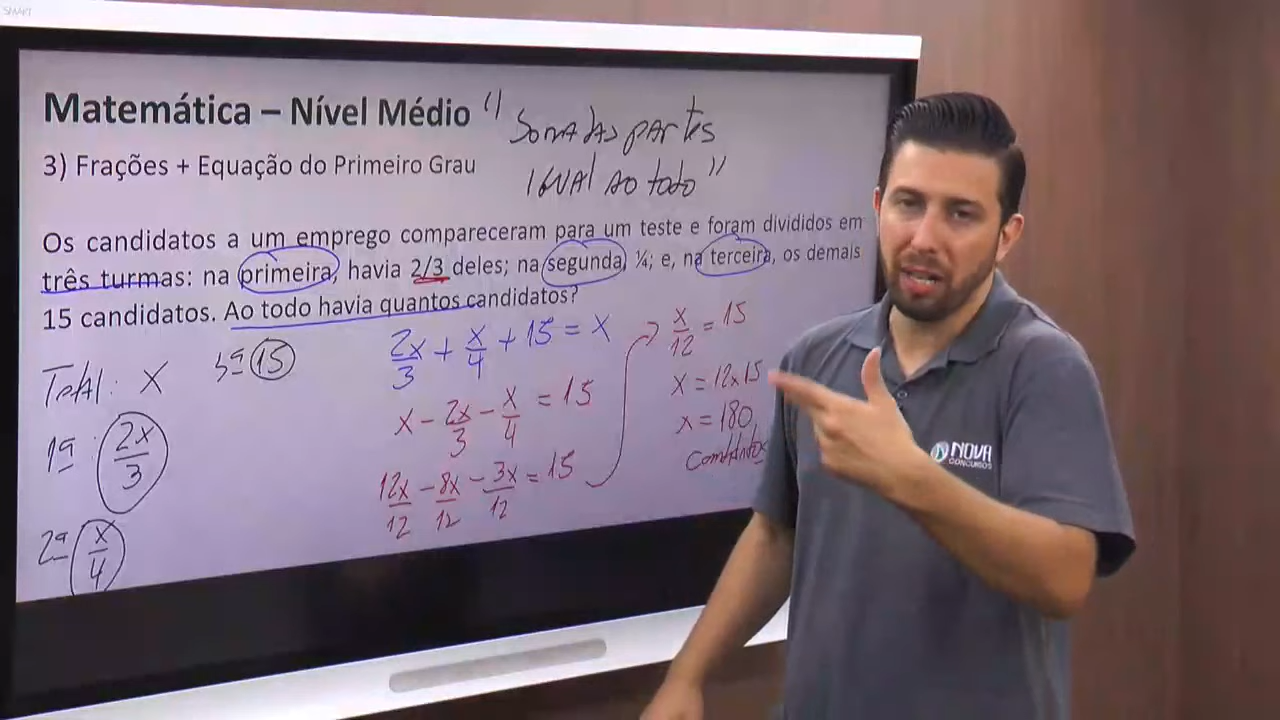 SMART
Matemática – Nível Médio
" Soma das partes
igual ao todo "
3) Frações + Equação do Primeiro Grau
Os candidatos a um emprego compareceram para um teste e foram divididos em
três turmas: na primeira, havia 2/3 deles; na segunda, ¼; e, na terceira, os demais
15 candidatos. Ao todo havia quantos candidatos?
Total: X
3ª 15
1ª: 2x/3
2ª x/4
2x/3 + x/4 + 15 = x
x - 2x/3 - x/4 = 15
12x/12 - 8x/12 - 3x/12 = 15
x/12 = 15
x = 12x15
x = 180
NOVA
CONCURSOS